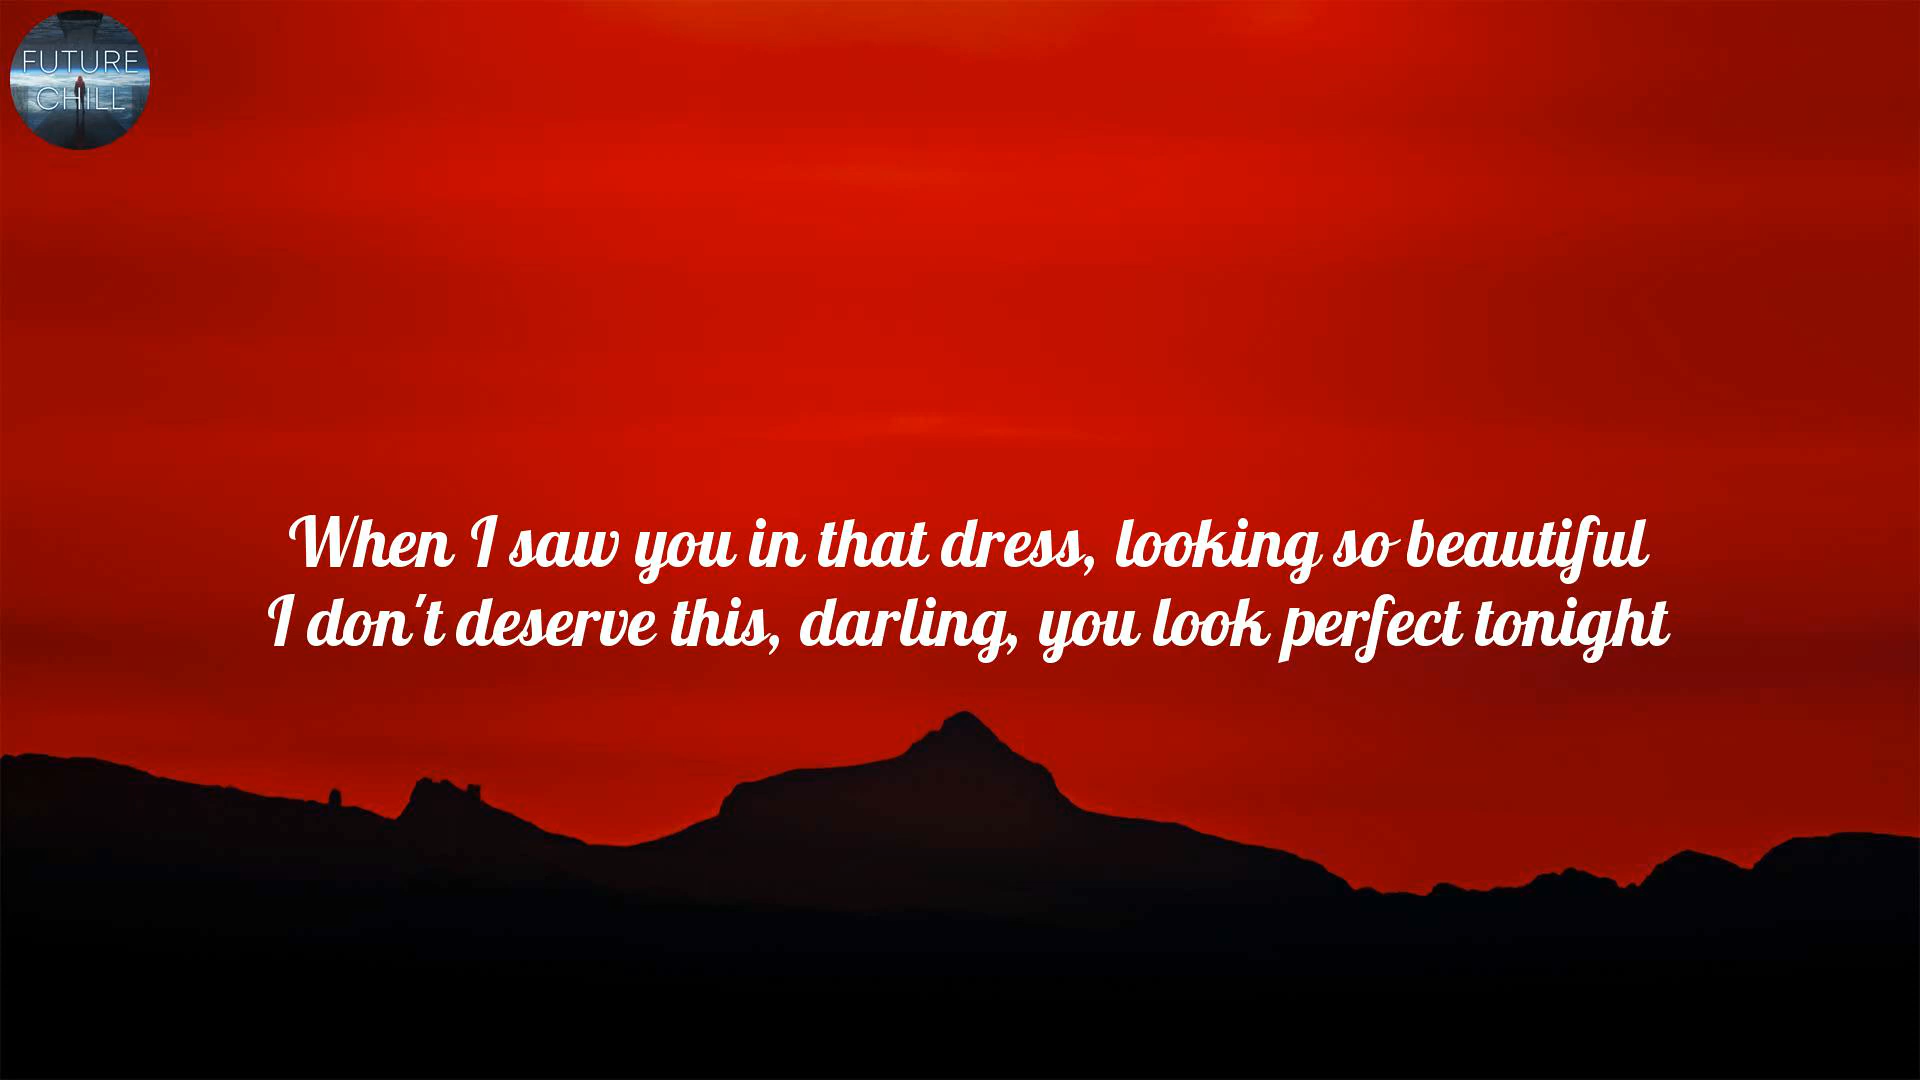 FUTURE
CHILL
When I saw you in that dress, looking so beautiful
I don't deserve this, darling, you look perfect tonight